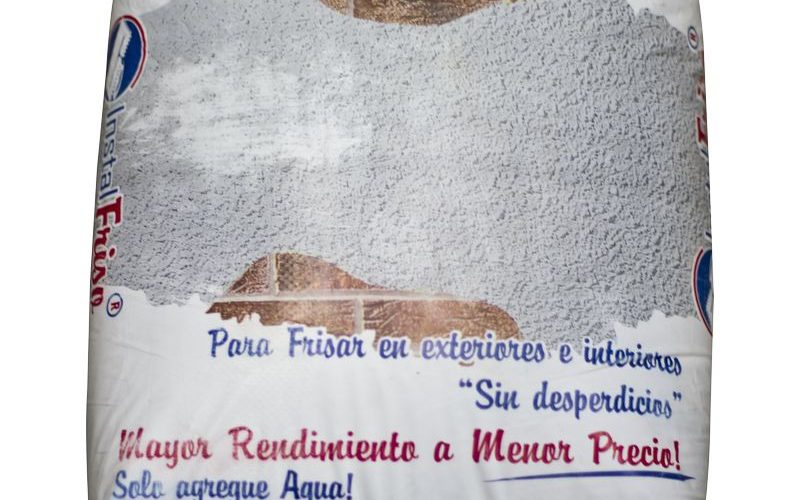 InstalFriso®
Para Frisar en exteriores e interiores
“Sin desperdicios”
Mayor Rendimiento a Menor Precio!
Solo agregue Agua!
®